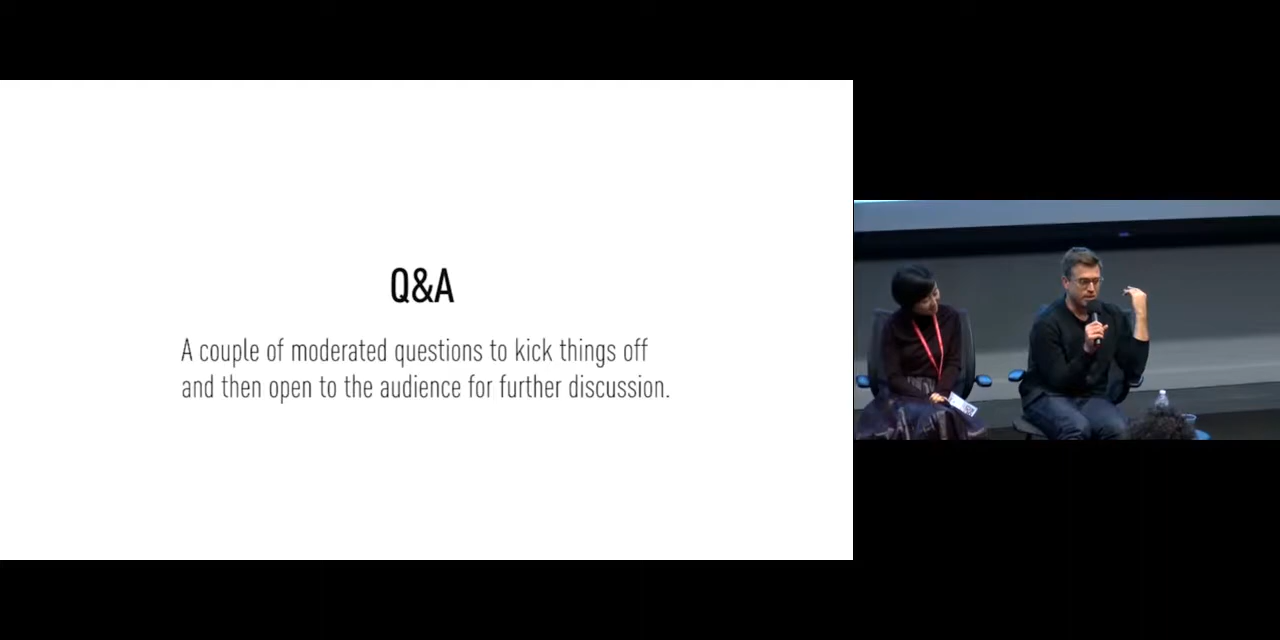 Q&A
A couple of moderated questions to kick things off
and then open to the audience for further discussion.